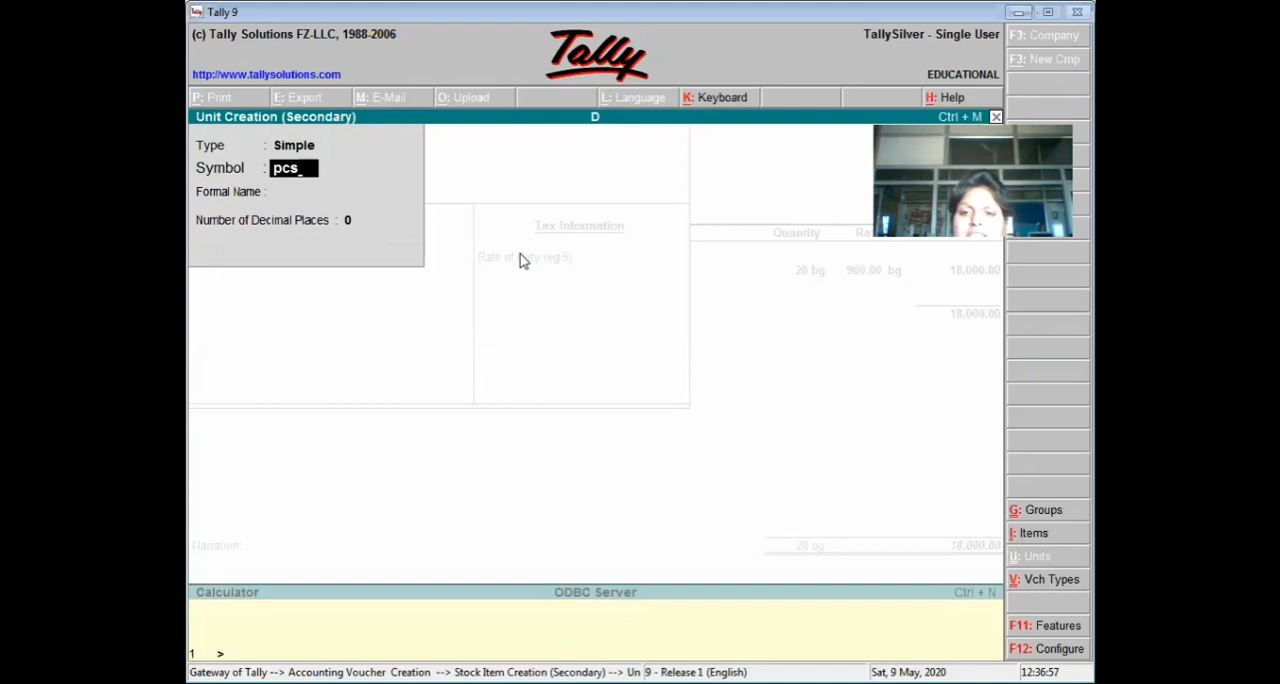 Tally 9
(c) Tally Solutions FZ-LLC, 1988-2006
Tally
TallySilver - Single User
http://www.tallysolutions.com
EDUCATIONAL
F3: Company
F3: New Cmp
P: Print E: Export M: E-Mail O: Upload L: Language K: Keyboard H: Help
Unit Creation (Secondary) D Ctrl + M
Type : Simple
Symbol : pcs_
Formal Name :
Number of Decimal Places : 0
Tax Information
Rate of (eg 5)
Quantity
20 bg 900.00 bg 18,000.00
18,000.00
Narration: 20 bg 18,000.00
G: Groups
I: Items
U: Units
V: Vch Types
F11: Features
F12: Configure
Calculator ODBC Server Ctrl + N
1 >
Gateway of Tally --> Accounting Voucher Creation --> Stock Item Creation (Secondary) --> Un 9 - Release 1 (English) Sat, 9 May, 2020 12:36:57